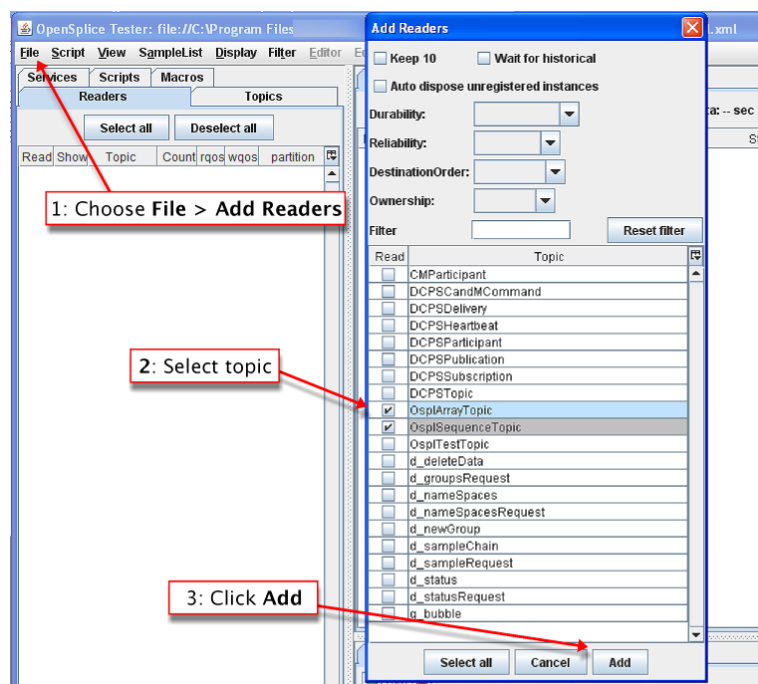 OpenSplice Tester: file://C:\Program Files
File Script View SampleList Display Filter Editor
Services Scripts Macros
Readers Topics
Select all Deselect all
Read Show Topic Count rqos wqos partition
1: Choose File > Add Readers
2: Select topic
3: Click Add
Add Readers
Keep 10 Wait for historical
Auto dispose unregistered instances
Durability:
Reliability:
DestinationOrder:
Ownership:
Filter Reset filter
Read Topic
CMParticipant
DCPSCandMCommand
DCPSDelivery
DCPSHeartbeat
DCPSParticipant
DCPSPublication
DCPSSubscription
DCPSTopic
OsplArrayTopic
OsplSequenceTopic
OsplTestTopic
d_deleteData
d_groupsRequest
d_nameSpaces
d_nameSpacesRequest
d_newGroup
d_sampleChain
d_sampleRequest
d_status
d_statusRequest
q_bubble
Select all Cancel Add
.xml
ta: -- sec